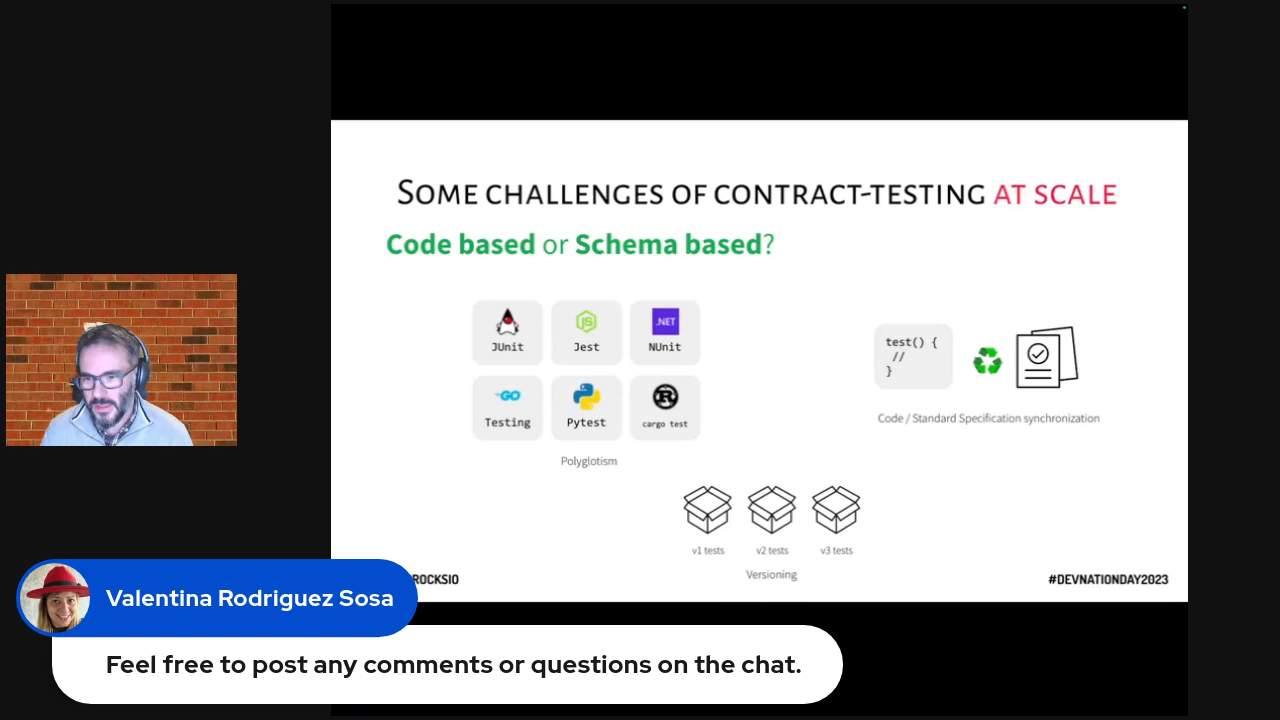 SOME CHALLENGES OF CONTRACT-TESTING AT SCALE
Code based or Schema based?
JUnit
JS
Jest
.NET
NUnit
GO
Testing
Pytest
R
cargo test
Polyglotism
test() {
//
}
Code / Standard Specification synchronization
v1 tests
v2 tests
v3 tests
Versioning
ROCKSIO
#DEVNATIONDAY2023
Valentina Rodriguez Sosa
Feel free to post any comments or questions on the chat.